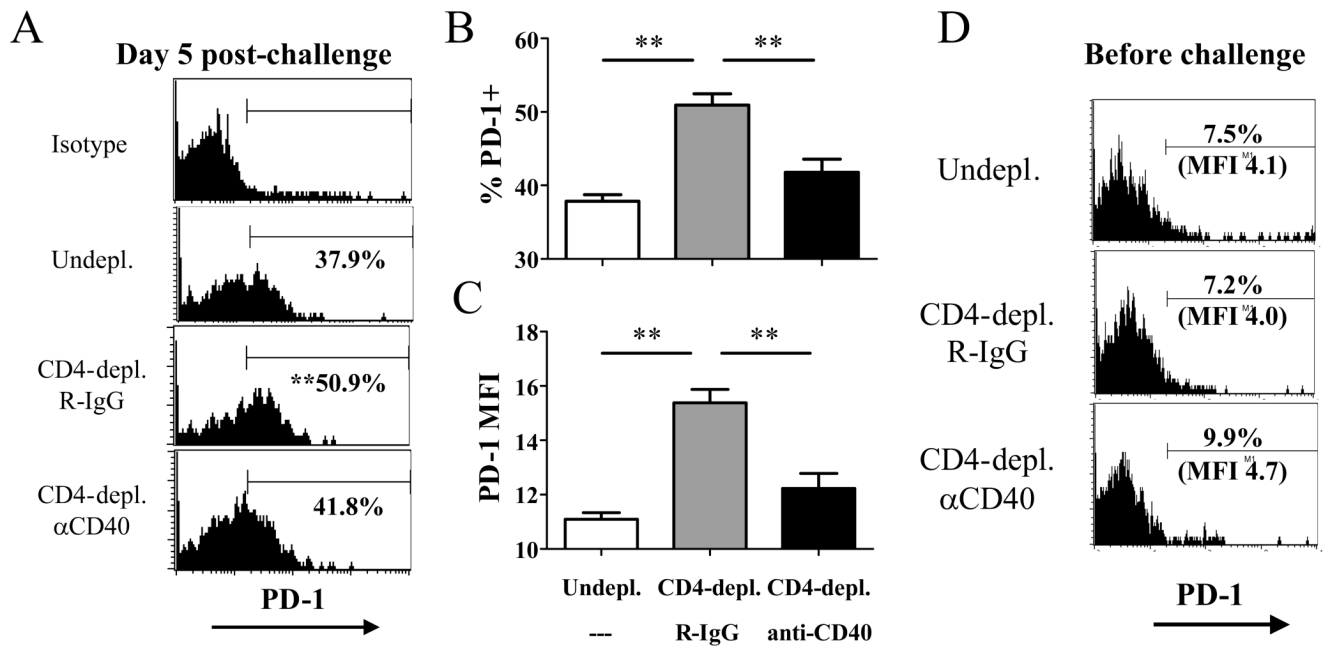 A
Day 5 post-challenge
Isotype
Undepl.
37.9%
CD4-depl.
R-IgG
**50.9%
CD4-depl.
αCD40
41.8%
PD-1
B
% PD-1+
60
50
40
30
**
**
C
PD-1 MFI
18
16
14
12
10
**
**
Undepl.
CD4-depl.
CD4-depl.
---
R-IgG
anti-CD40
D
Before challenge
Undepl.
7.5%
M1
(MFI 4.1)
CD4-depl.
R-IgG
7.2%
M1
(MFI 4.0)
CD4-depl.
αCD40
9.9%
M1
(MFI 4.7)
PD-1